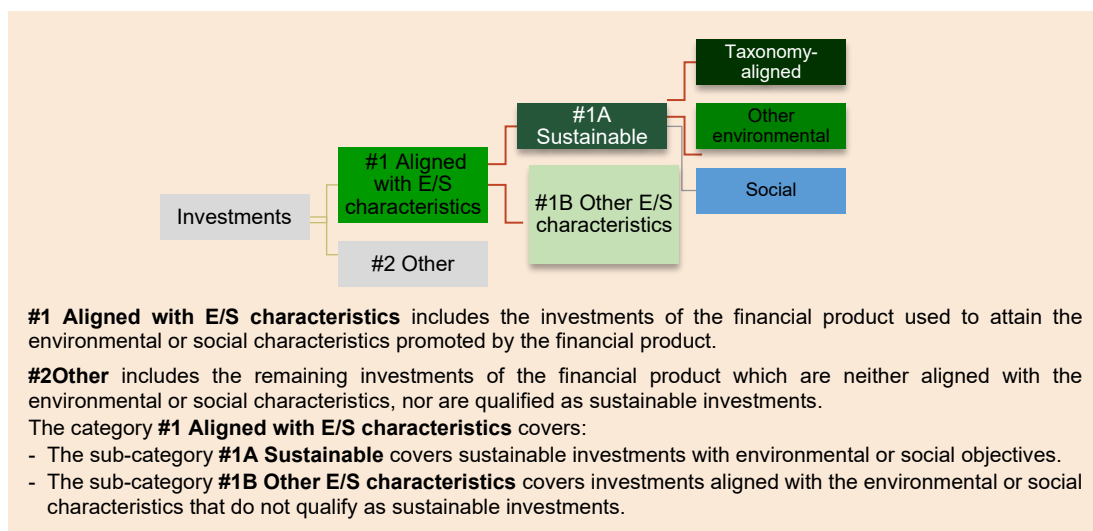 Taxonomy-
aligned
#1A
Sustainable
Other
environmental
#1 Aligned
with E/S
characteristics
Social
#1B Other E/S
characteristics
Investments
#2 Other
#1 Aligned with E/S characteristics includes the investments of the financial product used to attain the
environmental or social characteristics promoted by the financial product.
#2Other includes the remaining investments of the financial product which are neither aligned with the
environmental or social characteristics, nor are qualified as sustainable investments.
The category #1 Aligned with E/S characteristics covers:
- The sub-category #1A Sustainable covers sustainable investments with environmental or social objectives.
- The sub-category #1B Other E/S characteristics covers investments aligned with the environmental or social
characteristics that do not qualify as sustainable investments.